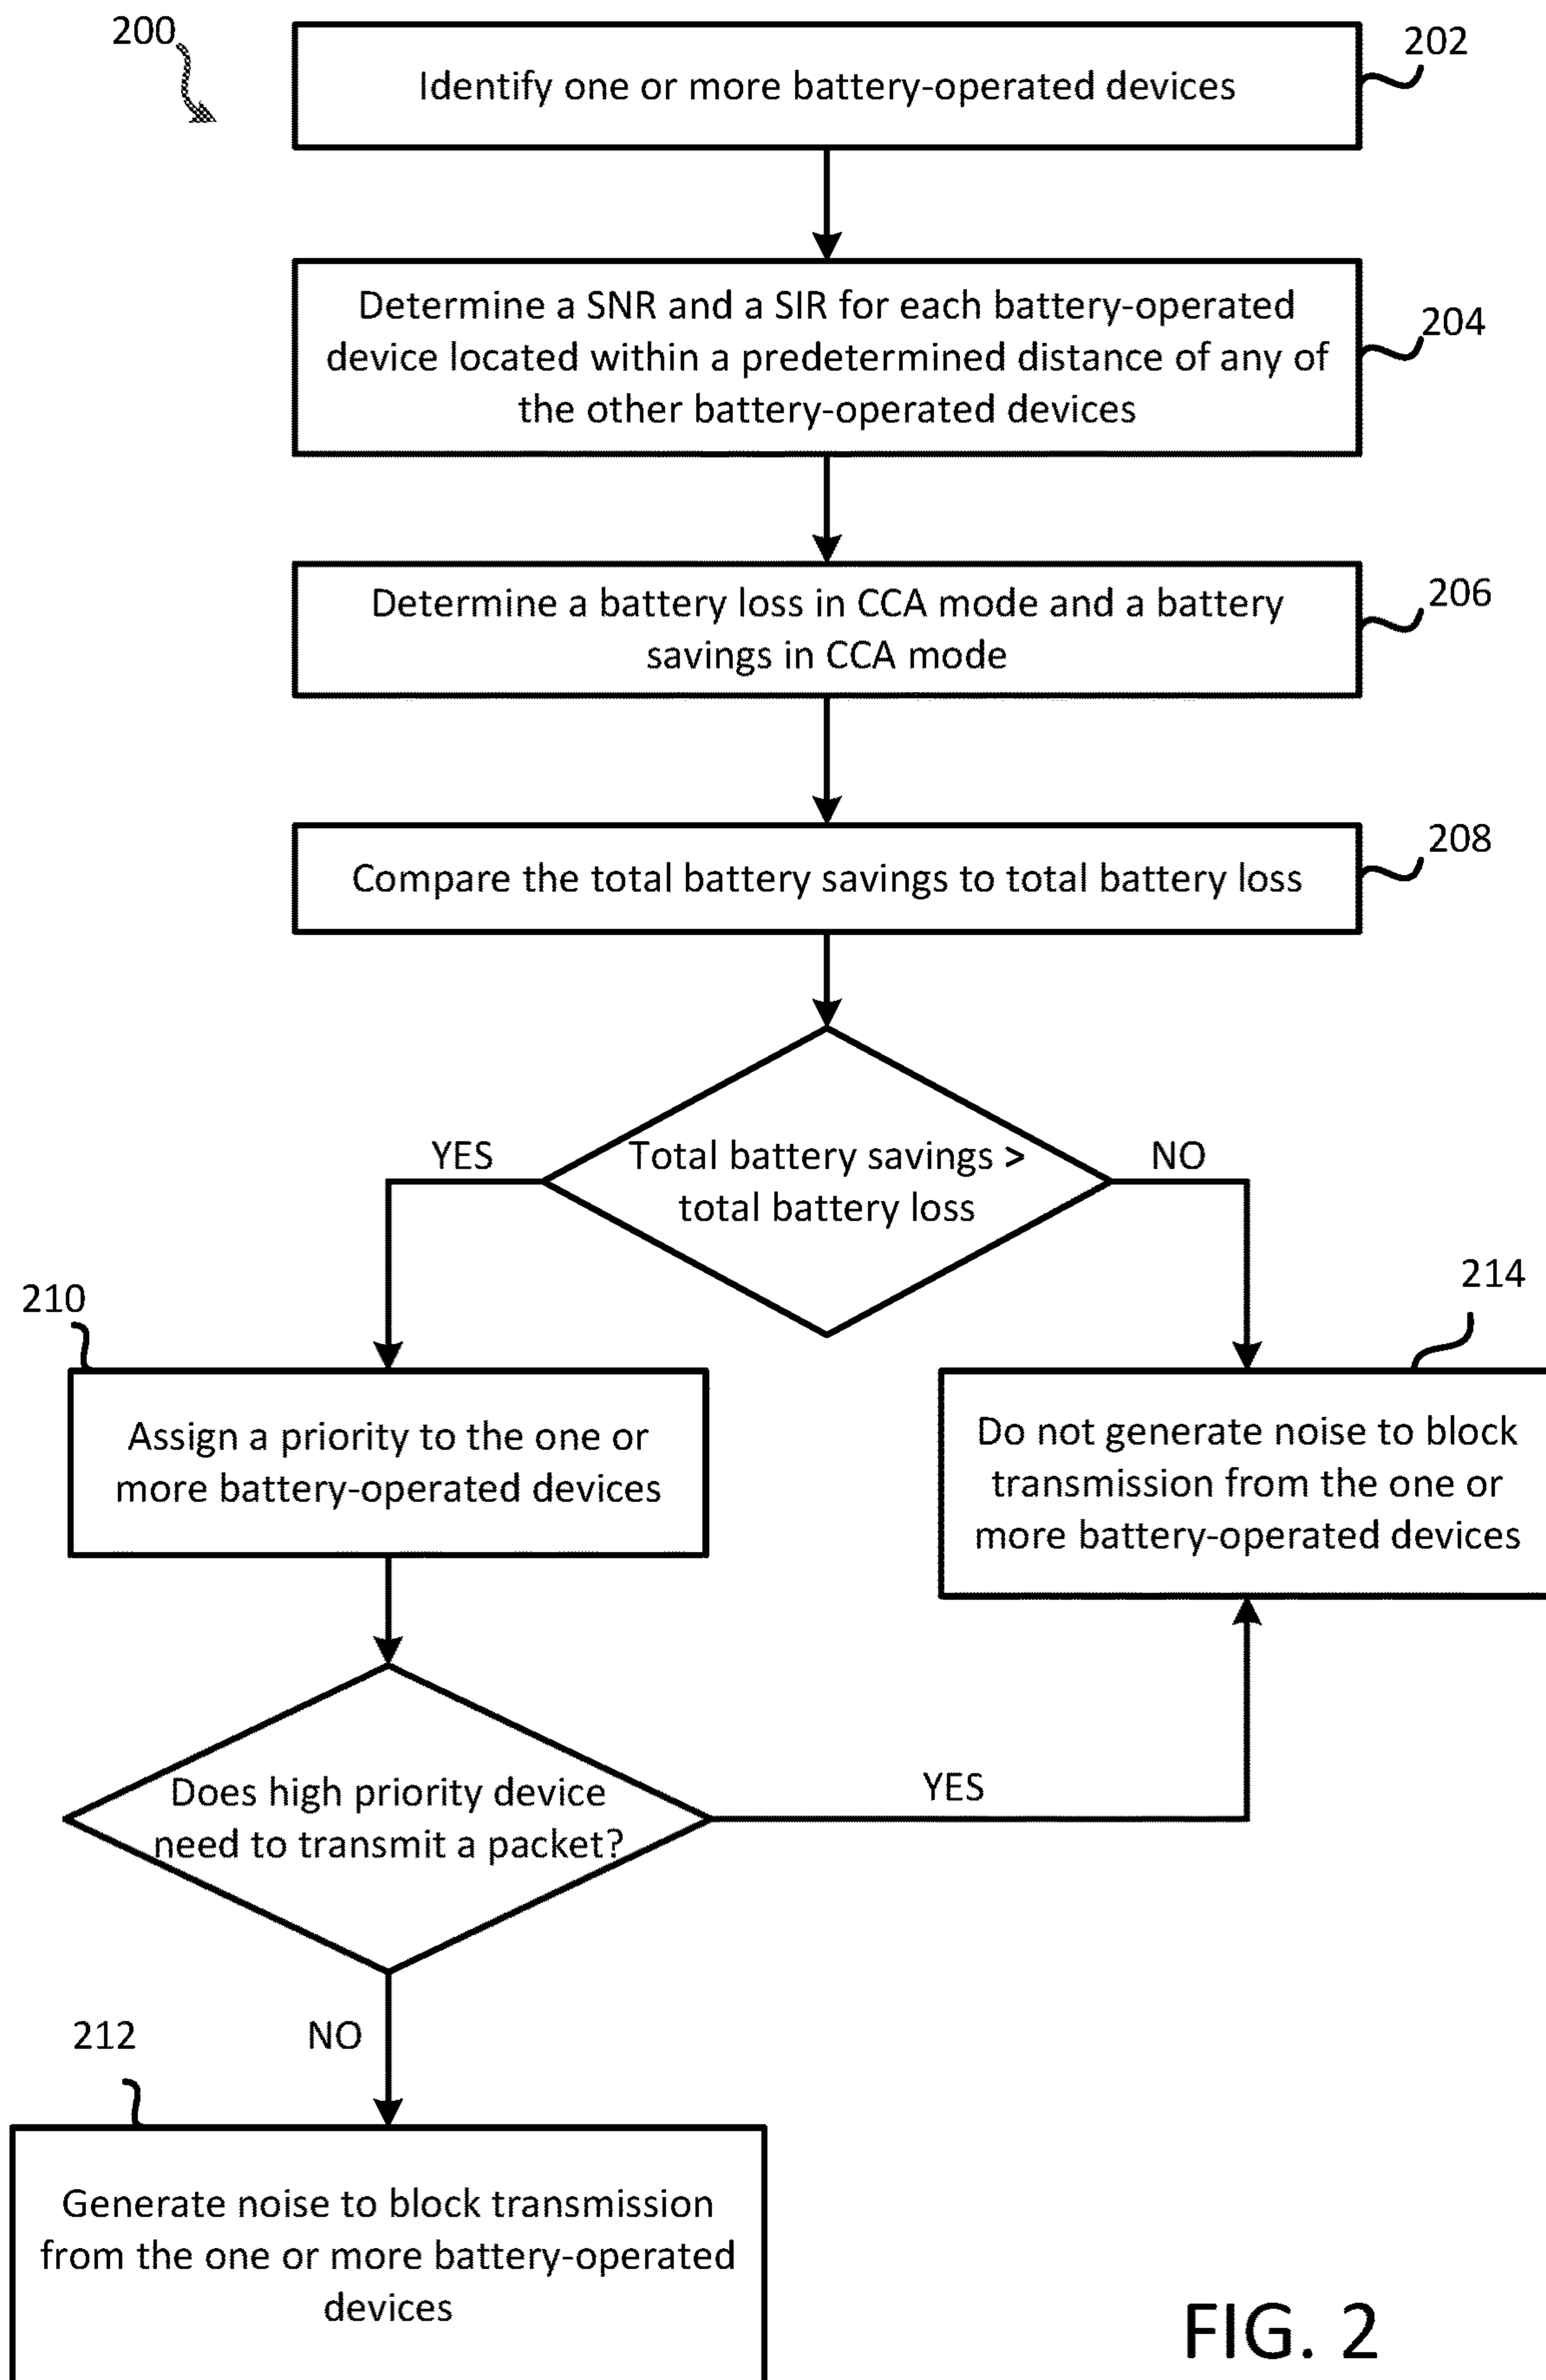 200
202
Identify one or more battery-operated devices
Determine a SNR and a SIR for each battery-operated
device located within a predetermined distance of any of
the other battery-operated devices
204
Determine a battery loss in CCA mode and a battery
savings in CCA mode
206
Compare the total battery savings to total battery loss
208
YES
Total battery savings >
total battery loss
NO
210
214
Assign a priority to the one or
more battery-operated devices
Do not generate noise to block
transmission from the one or
more battery-operated devices
Does high priority device
need to transmit a packet?
YES
212
NO
Generate noise to block transmission
from the one or more battery-operated
devices
FIG. 2